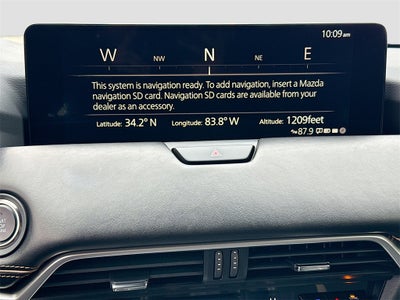 10:09am
W NW N NE E
This system is navigation ready. To add navigation, insert a Mazda
navigation SD card. Navigation SD cards are available from your
dealer as an accessory.
Latitude: 34.2° N Longitude: 83.8° W Altitude: 1209feet
87.9